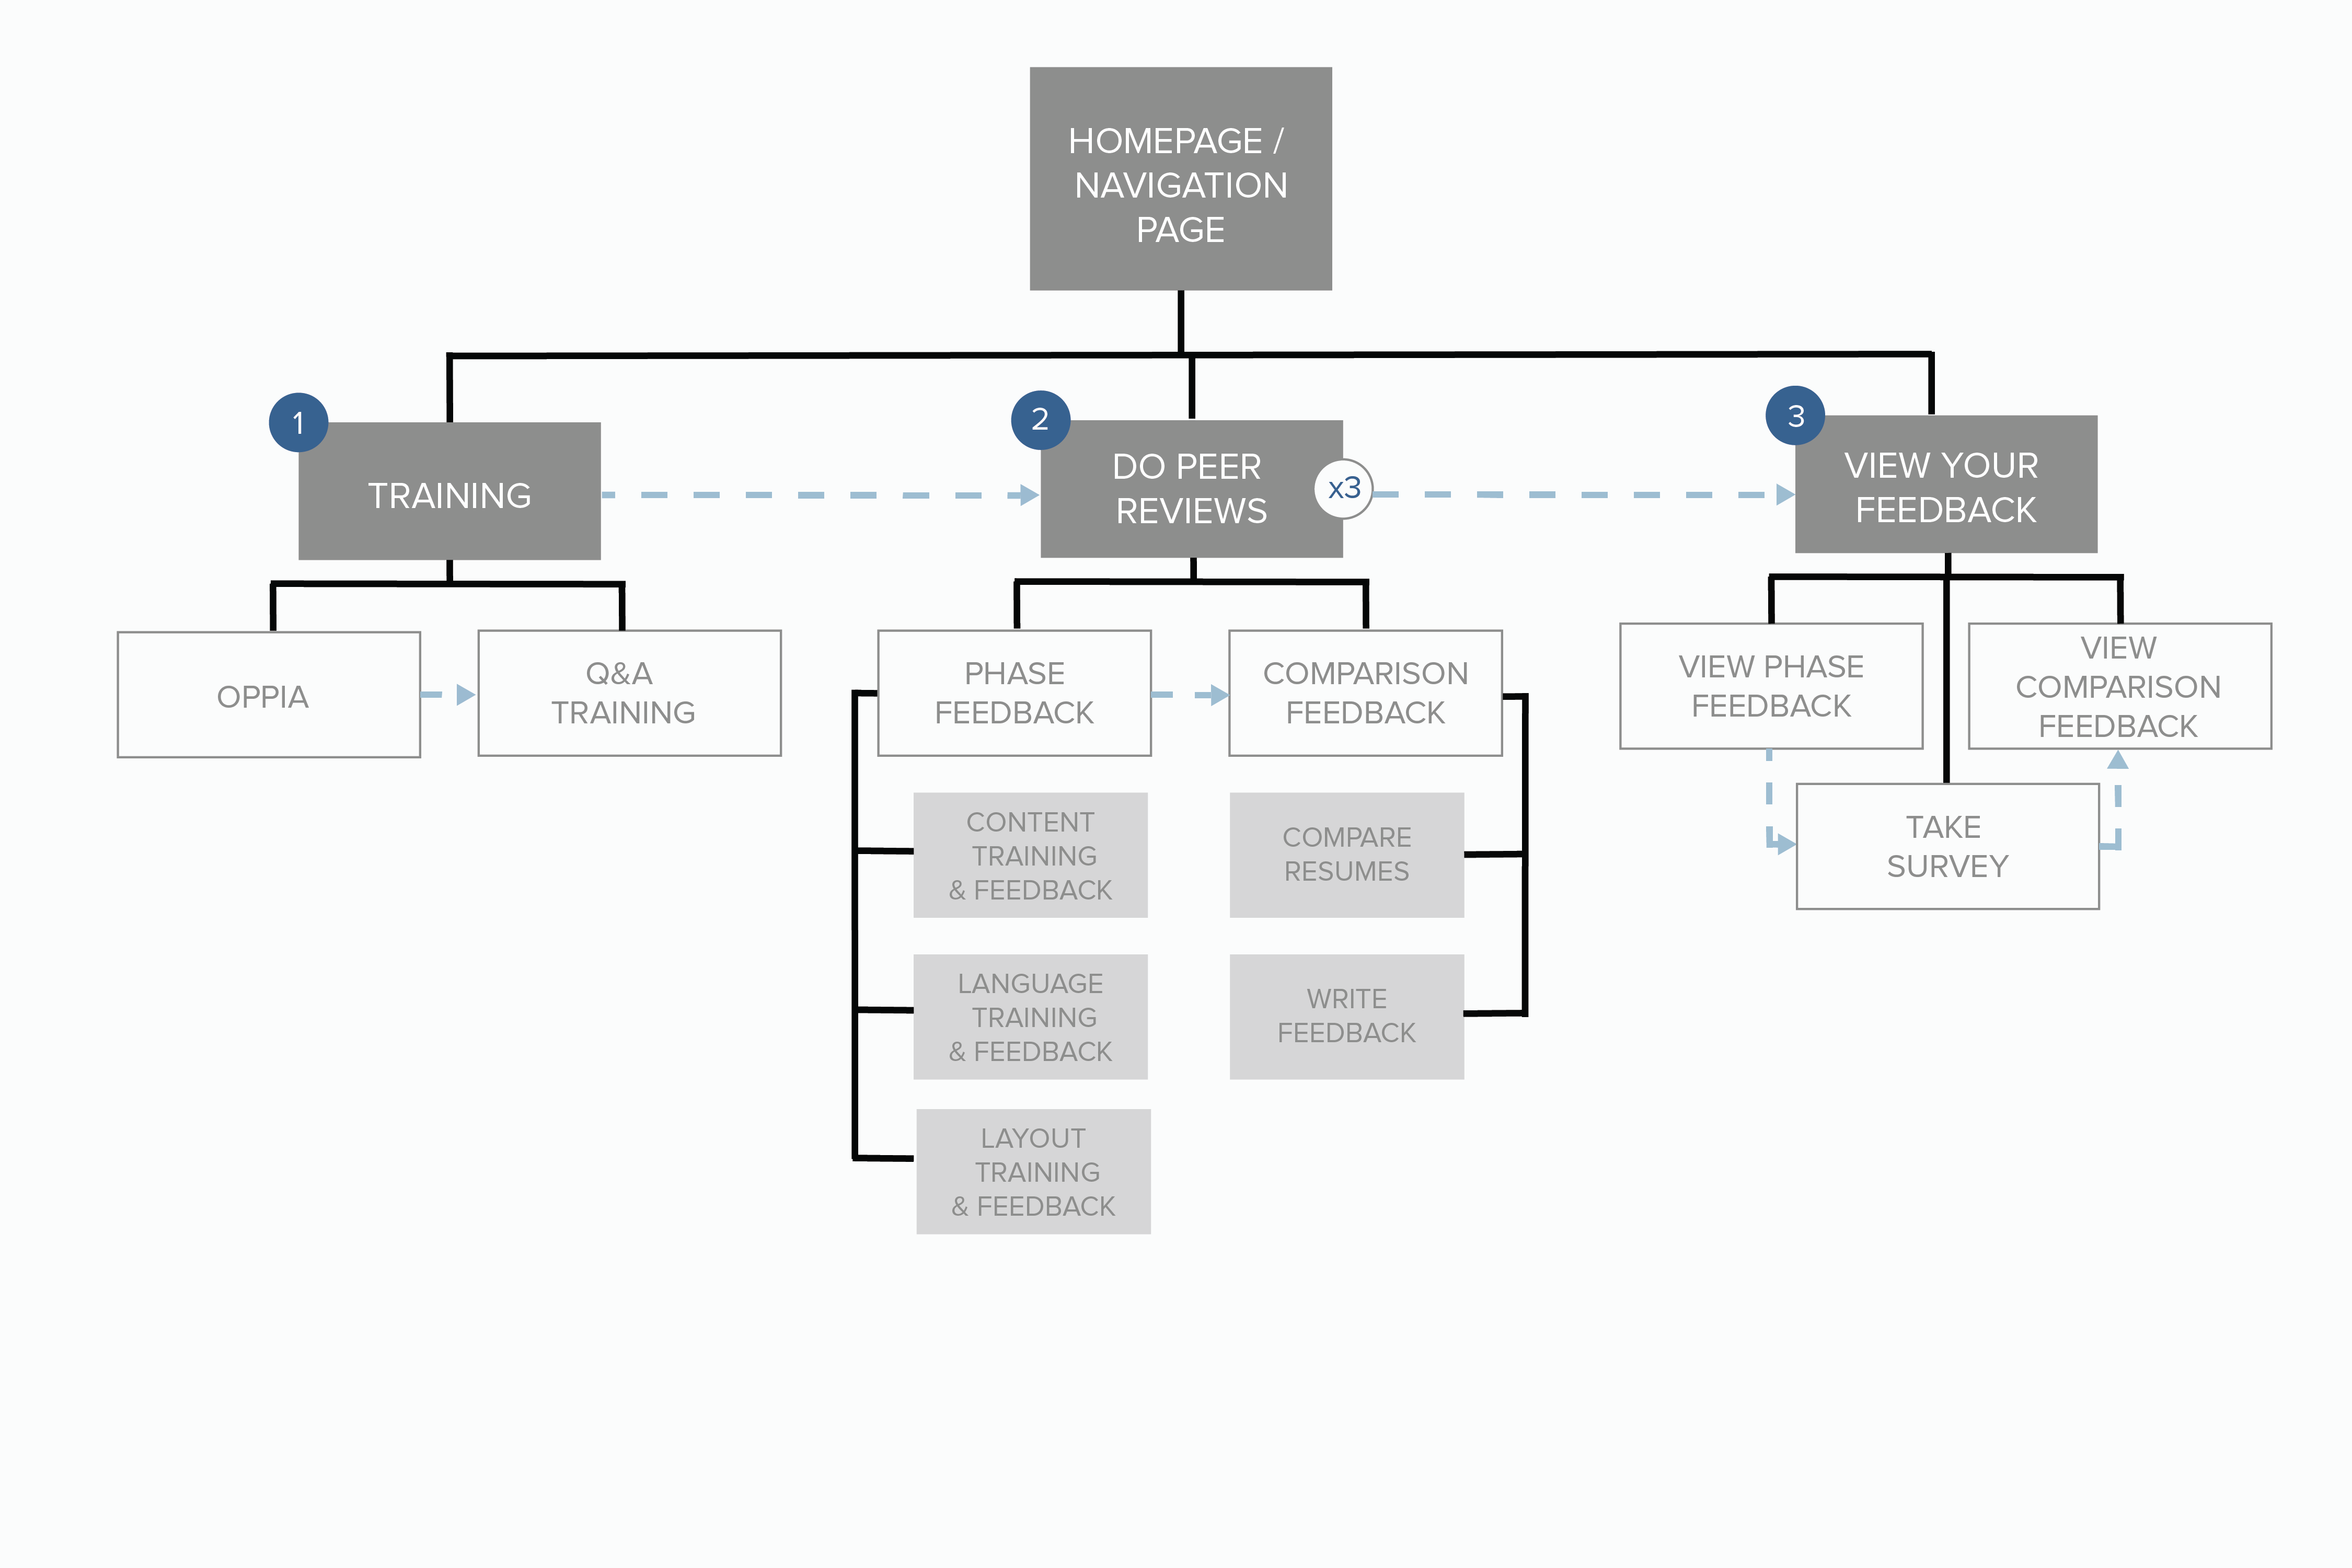 HOMEPAGE /
NAVIGATION
PAGE
1
TRAINING
2
DO PEER
REVIEWS
x3
3
VIEW YOUR
FEEDBACK
OPPIA
Q&A
TRAINING
PHASE
FEEDBACK
COMPARISON
FEEDBACK
VIEW PHASE
FEEDBACK
VIEW
COMPARISON
FEEDBACK
TAKE
SURVEY
CONTENT
TRAINING
& FEEDBACK
COMPARE
RESUMES
LANGUAGE
TRAINING
& FEEDBACK
WRITE
FEEDBACK
LAYOUT
TRAINING
& FEEDBACK